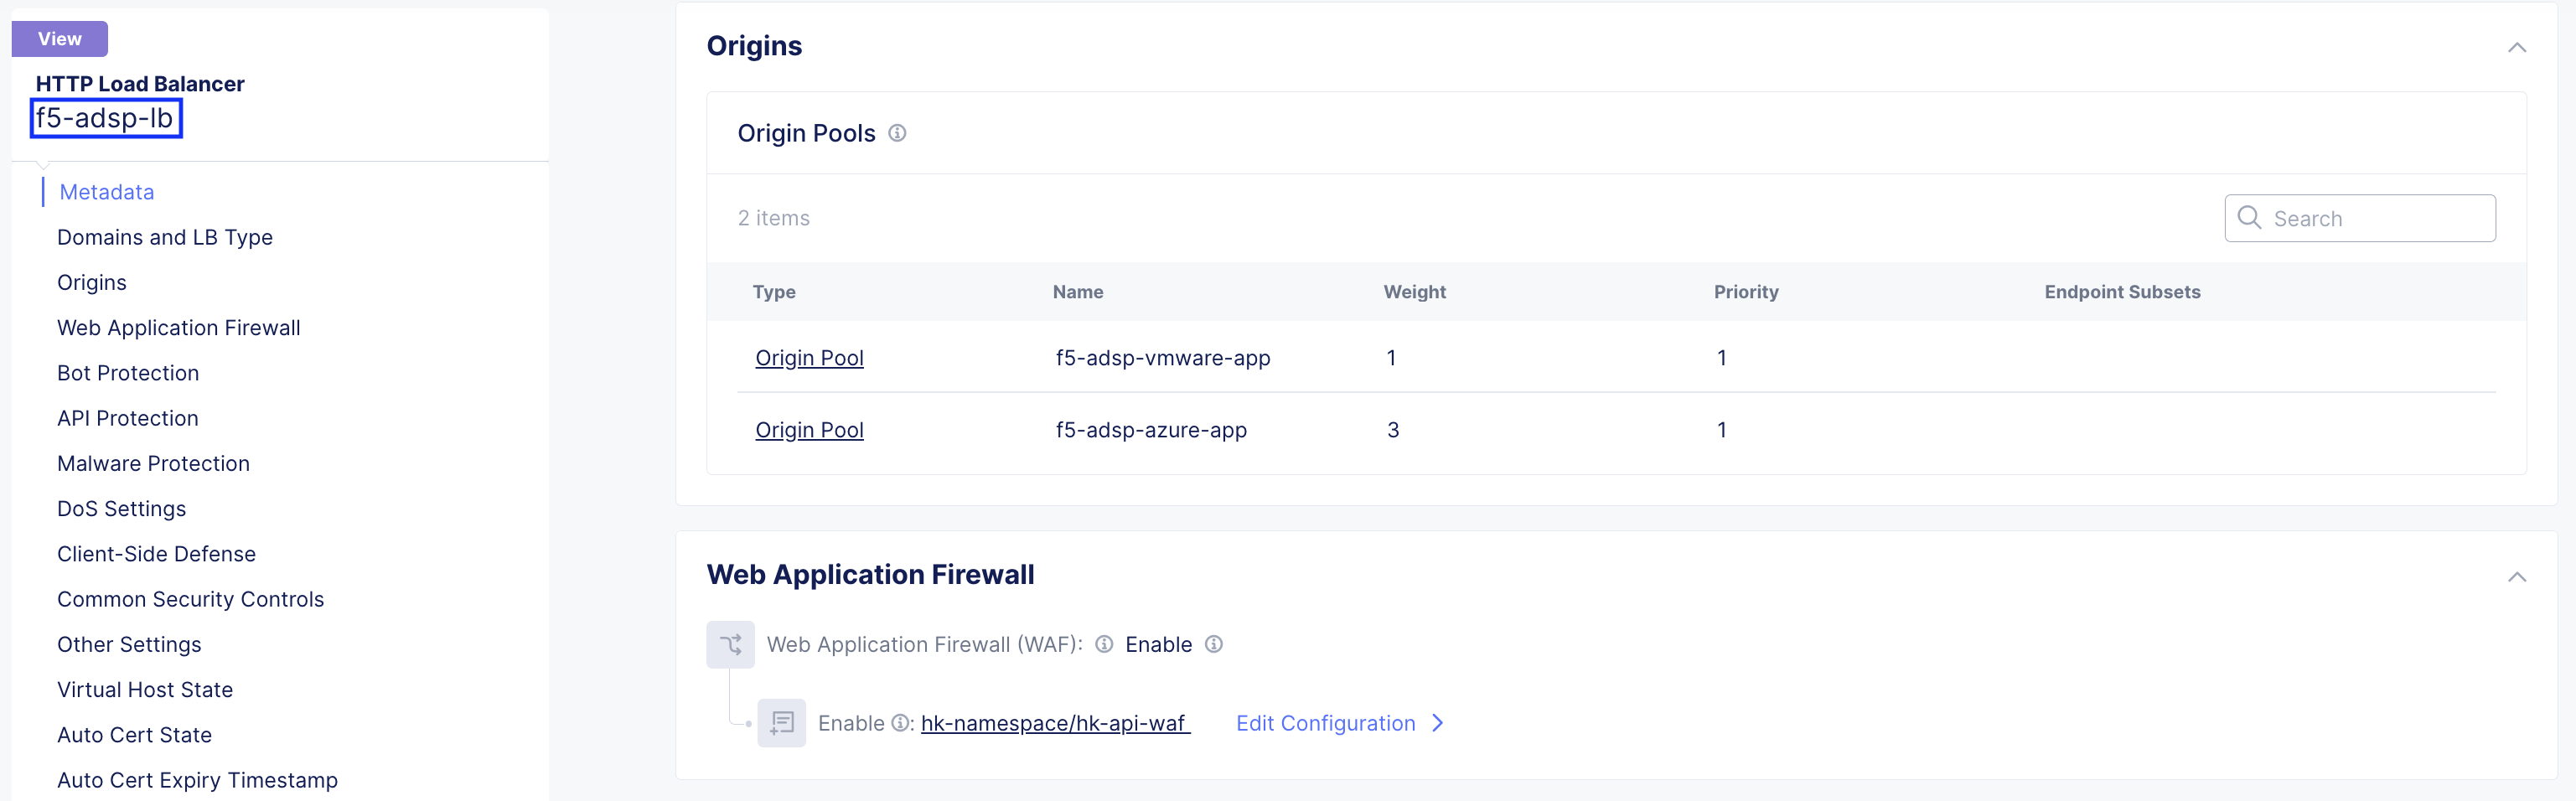 View
HTTP Load Balancer
f5-adsp-lb
Metadata
Domains and LB Type
Origins
Web Application Firewall
Bot Protection
API Protection
Malware Protection
DoS Settings
Client-Side Defense
Common Security Controls
Other Settings
Virtual Host State
Auto Cert State
Auto Cert Expiry Timestamp
Origins
Origin Pools
2 items
Search
Type Name Weight Priority Endpoint Subsets
Origin Pool f5-adsp-vmware-app 1 1
Origin Pool f5-adsp-azure-app 3 1
Web Application Firewall
Web Application Firewall (WAF): Enable
Enable : hk-namespace/hk-api-waf Edit Configuration